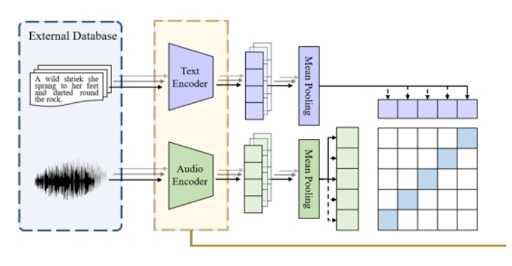 External Database
A wild shriek she
sprang to her feet
and darted round
the rock.
Text
Encoder
Mean Pooling
Audio
Encoder
Mean Pooling